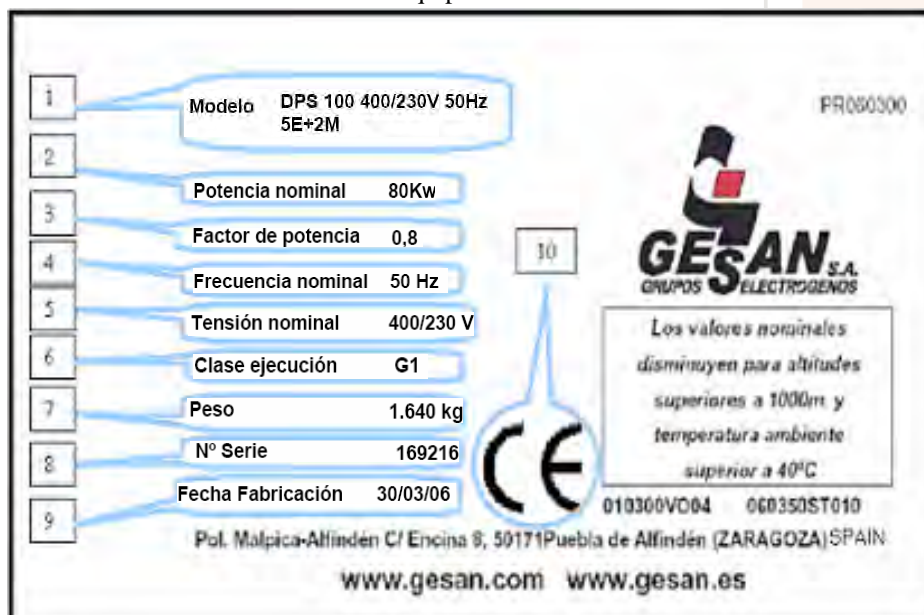 1
Modelo DPS 100 400/230V 50Hz
5E+2M
PR060300
2
Potencia nominal 80Kw
3
Factor de potencia 0,8
10
4
Frecuencia nominal 50 Hz
GESAN S.A.
GRUPOS ELECTROGENOS
5
Tensión nominal 400/230 V
6
Clase ejecución G1
7
Peso 1.640 kg
8
Nº Serie 169216
9
Fecha Fabricación 30/03/06
CE
Los valores nominales
disminuyen para altitudes
superiores a 1000m y
temperatura ambiente
superior a 40ºC
010300VO04 060350ST010
Pol. Malpica-Alfindén C/ Encina 8, 50171Puebla de Alfindén (ZARAGOZA) SPAIN
www.gesan.com www.gesan.es